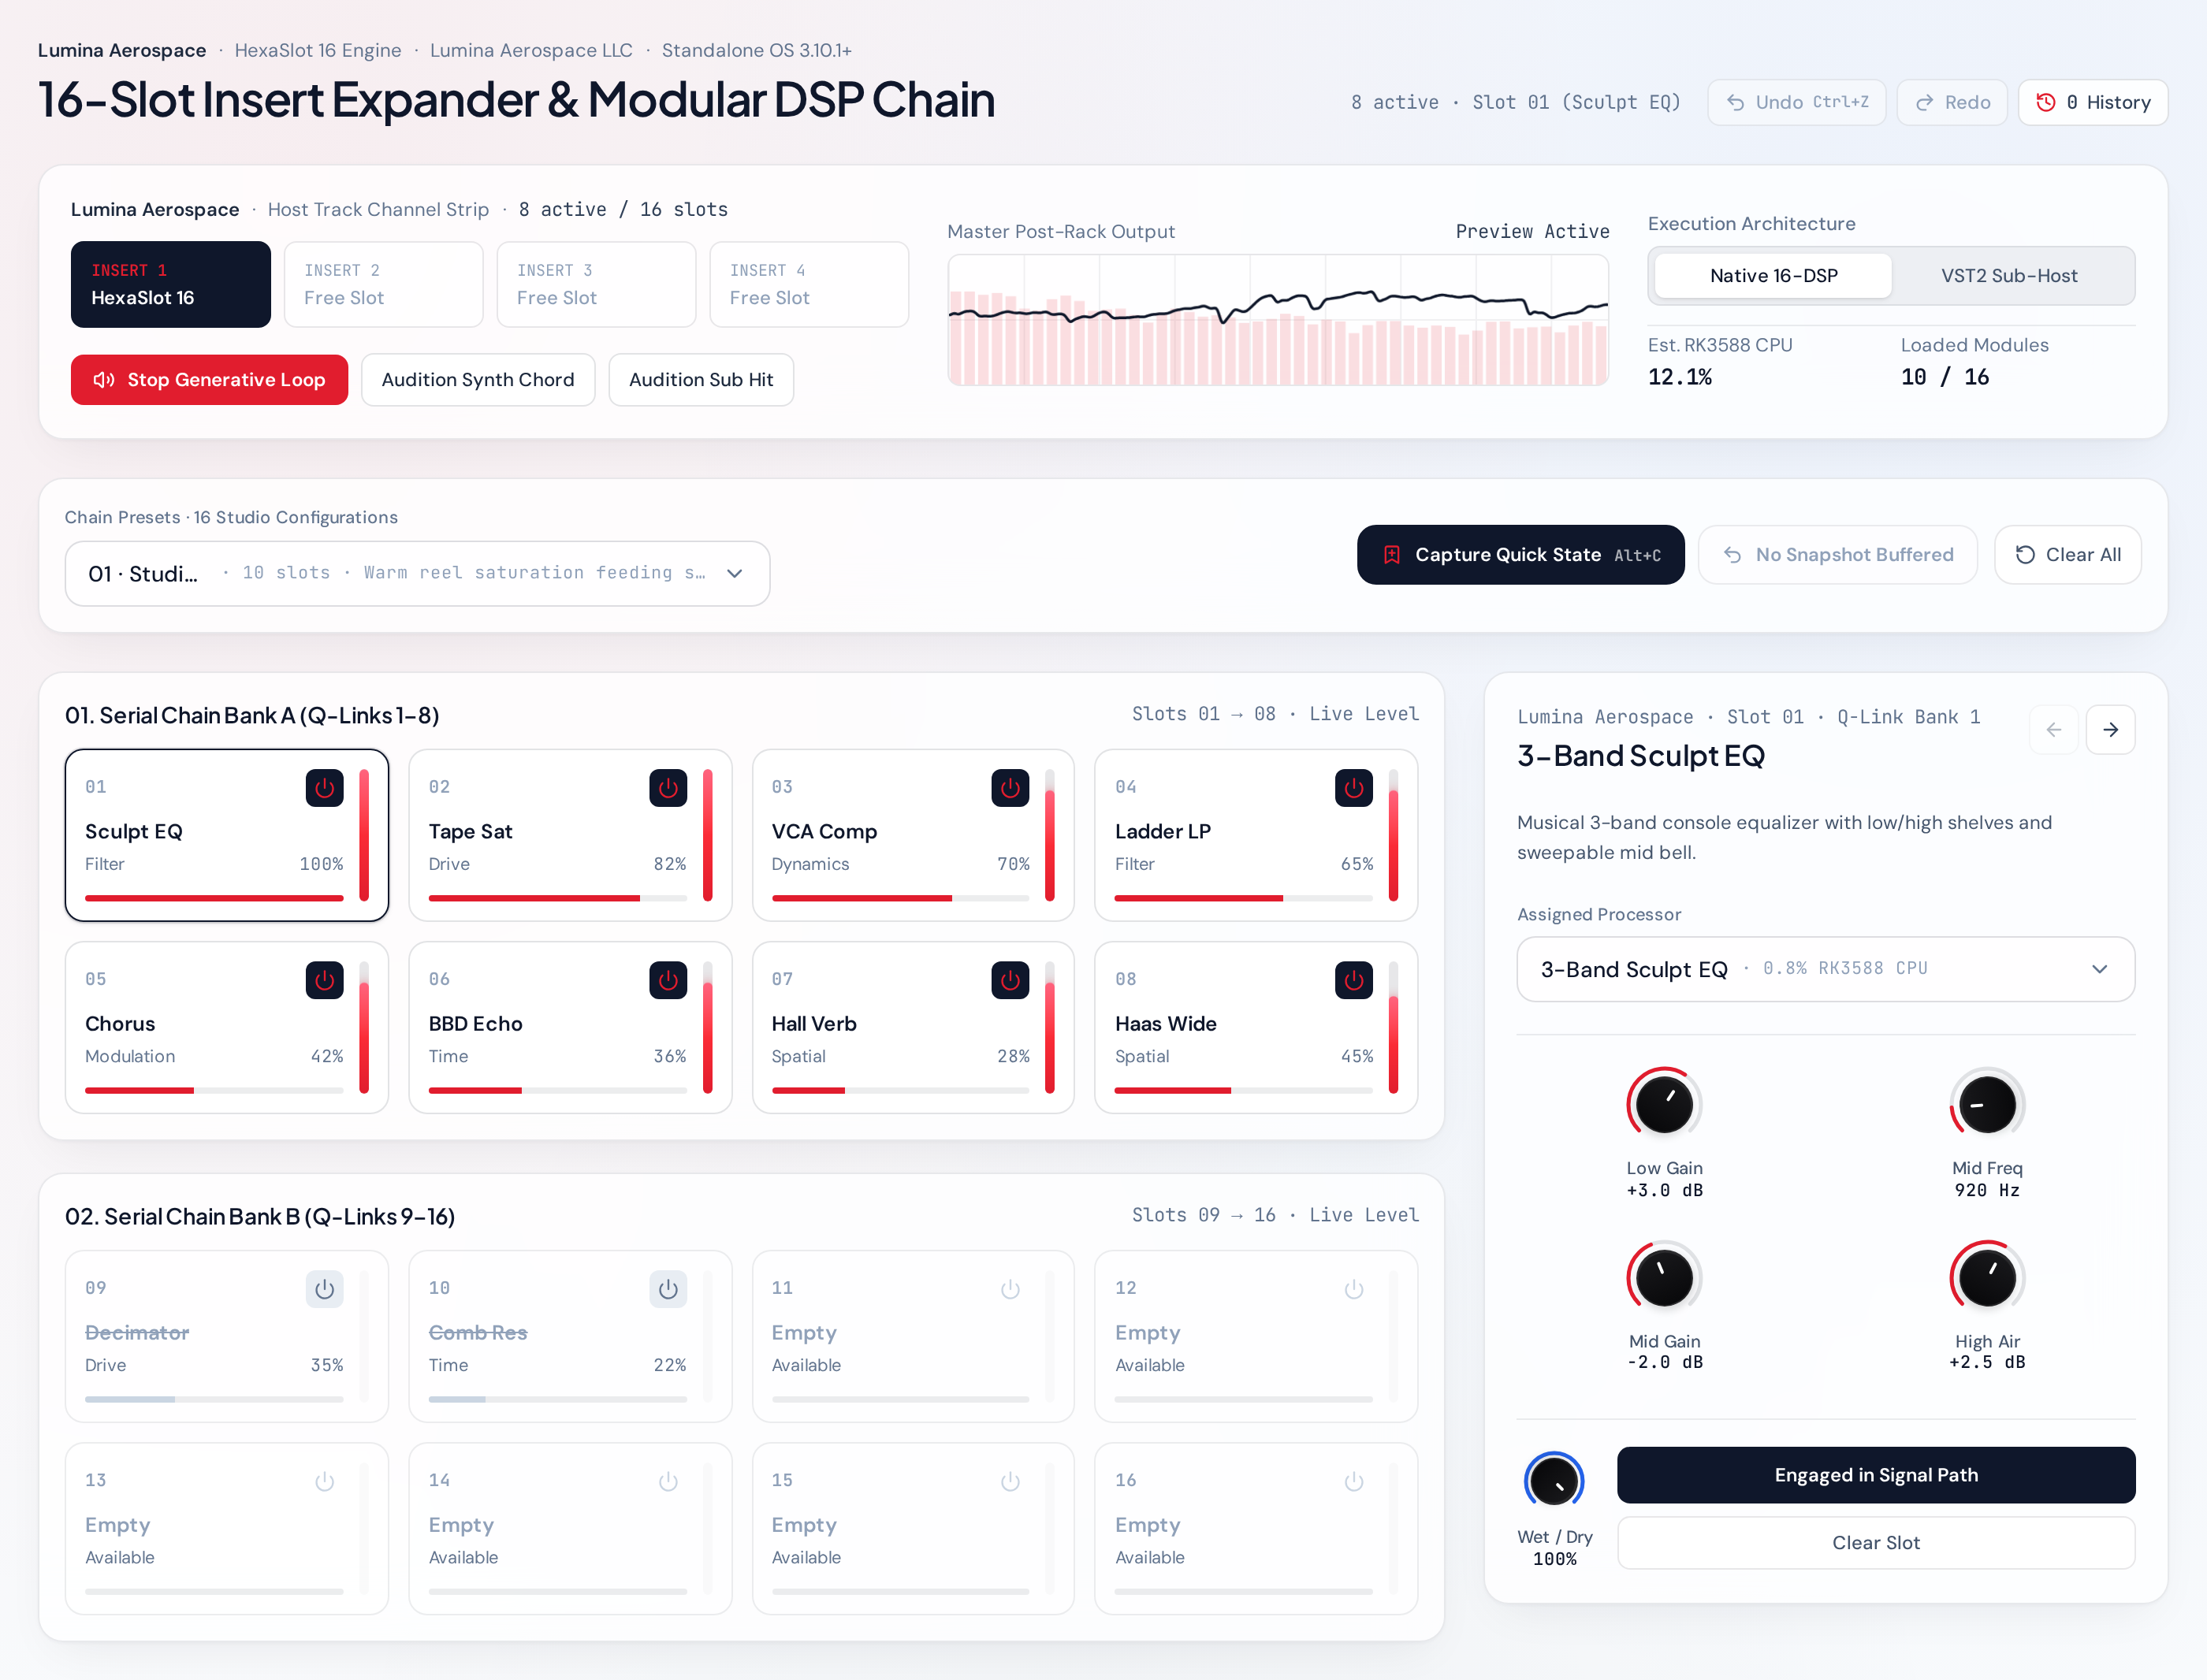 Lumina Aerospace · HexaSlot 16 Engine · Lumina Aerospace LLC · Standalone OS 3.10.1+
16-Slot Insert Expander & Modular DSP Chain
8 active · Slot 01 (Sculpt EQ)
Undo Ctrl+Z
Redo
0 History
Lumina Aerospace · Host Track Channel Strip · 8 active / 16 slots
INSERT 1
HexaSlot 16
INSERT 2
Free Slot
INSERT 3
Free Slot
INSERT 4
Free Slot
Stop Generative Loop
Audition Synth Chord
Audition Sub Hit
Master Post-Rack Output
Preview Active
Execution Architecture
Native 16-DSP
VST2 Sub-Host
Est. RK3588 CPU
12.1%
Loaded Modules
10 / 16
Chain Presets · 16 Studio Configurations
01 · Studi... · 10 slots · Warm reel saturation feeding s…
Capture Quick State Alt+C
No Snapshot Buffered
Clear All
01. Serial Chain Bank A (Q-Links 1–8)
Slots 01 → 08 · Live Level
01
Sculpt EQ
Filter 100%
02
Tape Sat
Drive 82%
03
VCA Comp
Dynamics 70%
04
Ladder LP
Filter 65%
05
Chorus
Modulation 42%
06
BBD Echo
Time 36%
07
Hall Verb
Spatial 28%
08
Haas Wide
Spatial 45%
02. Serial Chain Bank B (Q-Links 9–16)
Slots 09 → 16 · Live Level
09
Decimator
Drive 35%
10
Comb Res
Time 22%
11
Empty
Available
12
Empty
Available
13
Empty
Available
14
Empty
Available
15
Empty
Available
16
Empty
Available
Lumina Aerospace · Slot 01 · Q-Link Bank 1
3-Band Sculpt EQ
Musical 3-band console equalizer with low/high shelves and
sweepable mid bell.
Assigned Processor
3-Band Sculpt EQ · 0.8% RK3588 CPU
Low Gain
+3.0 dB
Mid Freq
920 Hz
Mid Gain
-2.0 dB
High Air
+2.5 dB
Wet / Dry
100%
Engaged in Signal Path
Clear Slot